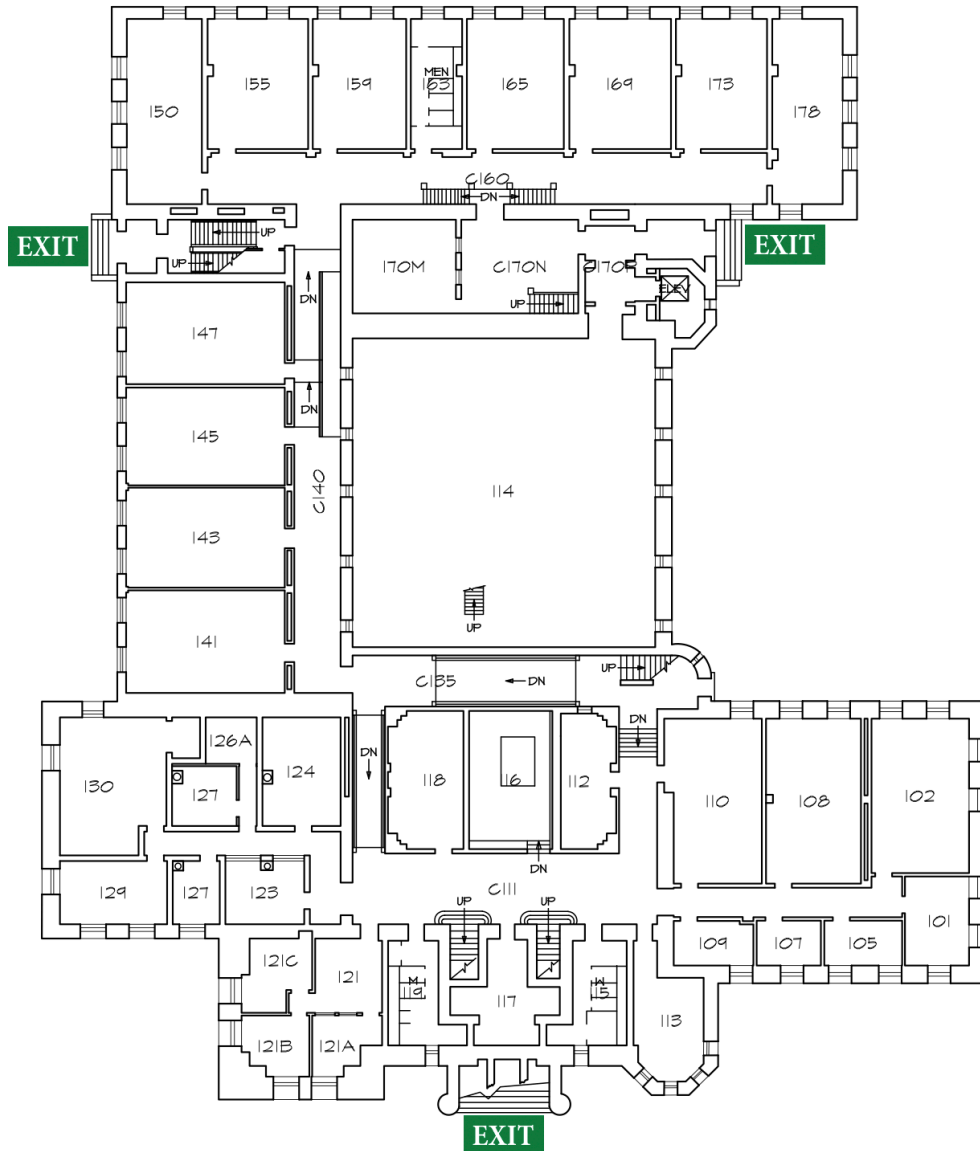 155
159
MEN
163
165
169
173
150
178
C160
DN
EXIT
UP
UP
EXIT
170M
C170N
C170P
ELEV
DN
UP
147
DN
145
C140
114
143
UP
141
UP
C135
DN
DN
DN
126A
124
118
116
112
130
127
110
108
102
DN
C111
129
127
123
UP
UP
101
109
107
105
121C
121
M
119
117
W
115
113
121B
121A
EXIT